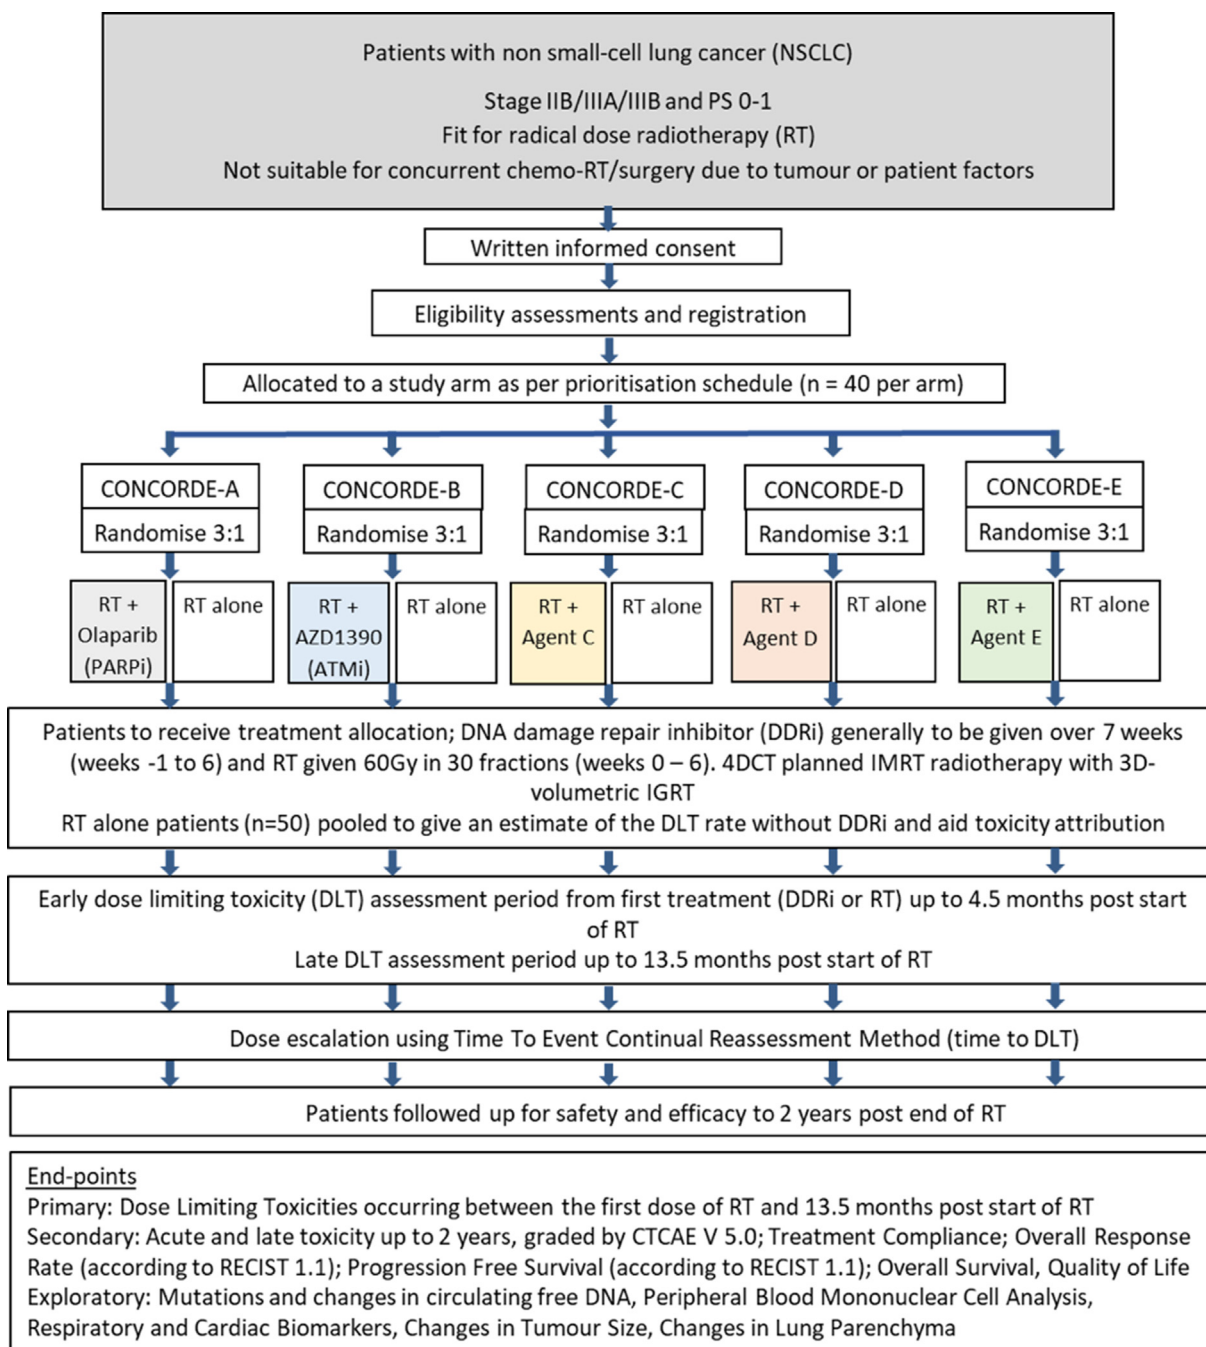 Patients with non small-cell lung cancer (NSCLC)
Stage IIB/IIIA/IIIB and PS 0-1
Fit for radical dose radiotherapy (RT)
Not suitable for concurrent chemo-RT/surgery due to tumour or patient factors
Written informed consent
Eligibility assessments and registration
Allocated to a study arm as per prioritisation schedule (n = 40 per arm)
CONCORDE-A
Randomise 3:1
CONCORDE-B
Randomise 3:1
CONCORDE-C
Randomise 3:1
CONCORDE-D
Randomise 3:1
CONCORDE-E
Randomise 3:1
RT +
Olaparib
(PARPi)
RT alone
RT +
AZD1390
(ATMi)
RT alone
RT +
Agent C
RT alone
RT +
Agent D
RT alone
RT +
Agent E
RT alone
Patients to receive treatment allocation; DNA damage repair inhibitor (DDRi) generally to be given over 7 weeks
(weeks -1 to 6) and RT given 60Gy in 30 fractions (weeks 0 – 6). 4DCT planned IMRT radiotherapy with 3D-
volumetric IGRT
RT alone patients (n=50) pooled to give an estimate of the DLT rate without DDRi and aid toxicity attribution
Early dose limiting toxicity (DLT) assessment period from first treatment (DDRi or RT) up to 4.5 months post start
of RT
Late DLT assessment period up to 13.5 months post start of RT
Dose escalation using Time To Event Continual Reassessment Method (time to DLT)
Patients followed up for safety and efficacy to 2 years post end of RT
End-points
Primary: Dose Limiting Toxicities occurring between the first dose of RT and 13.5 months post start of RT
Secondary: Acute and late toxicity up to 2 years, graded by CTCAE V 5.0; Treatment Compliance; Overall Response
Rate (according to RECIST 1.1); Progression Free Survival (according to RECIST 1.1); Overall Survival, Quality of Life
Exploratory: Mutations and changes in circulating free DNA, Peripheral Blood Mononuclear Cell Analysis,
Respiratory and Cardiac Biomarkers, Changes in Tumour Size, Changes in Lung Parenchyma